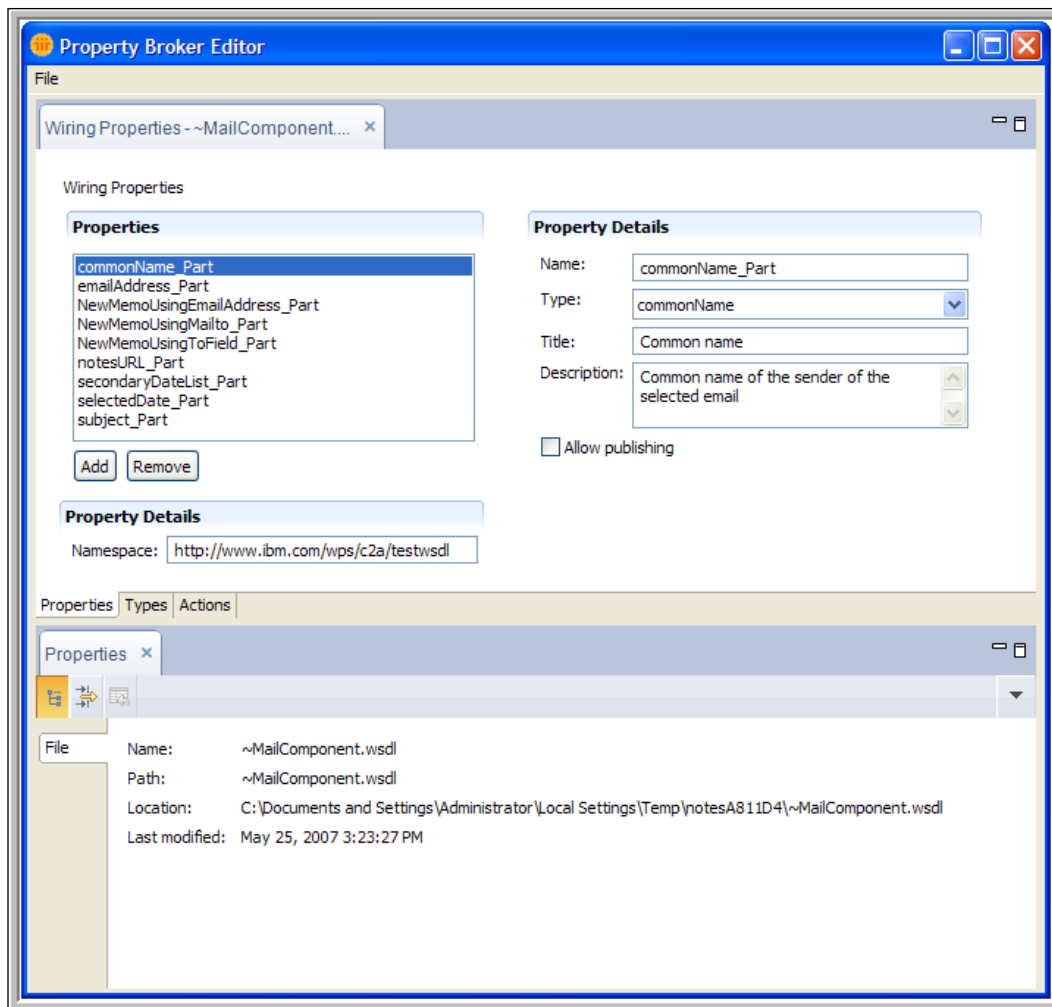 Property Broker Editor
File
Wiring Properties - ~MailComponent....
Wiring Properties
Properties
commonName_Part
emailAddress_Part
NewMemoUsingEmailAddress_Part
NewMemoUsingMailto_Part
NewMemoUsingToField_Part
notesURL_Part
secondaryDateList_Part
selectedDate_Part
subject_Part
Add Remove
Property Details
Namespace: http://www.ibm.com/wps/c2a/testwsdl
Property Details
Name: commonName_Part
Type: commonName
Title: Common name
Description: Common name of the sender of the
selected email
Allow publishing
Properties Types Actions
Properties
File
Name: ~MailComponent.wsdl
Path: ~MailComponent.wsdl
Location: C:\Documents and Settings\Administrator\Local Settings\Temp\notesA811D4\~MailComponent.wsdl
Last modified: May 25, 2007 3:23:27 PM